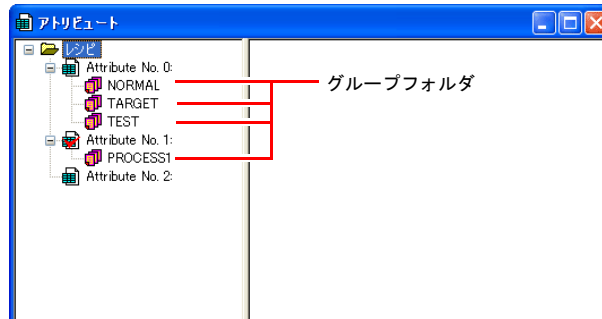 アトリビュート
レシピ
Attribute No. 0:
NORMAL
グループフォルダ
TARGET
TEST
Attribute No. 1:
PROCESS1
Attribute No. 2: